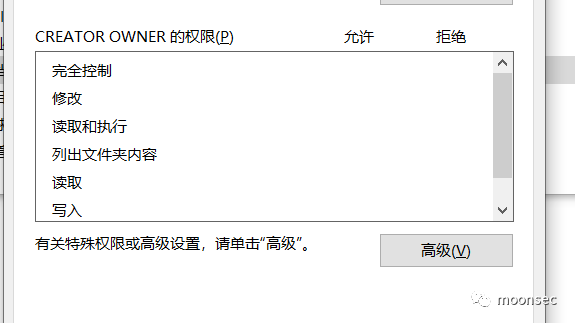 CREATOR OWNER 的权限(P) 允许 拒绝
完全控制
修改
读取和执行
列出文件夹内容
读取
写入
有关特殊权限或高级设置，请单击“高级”。
高级(V)
moonsec